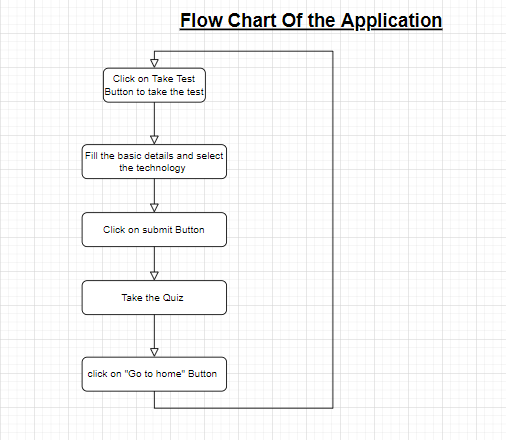 Flow Chart Of the Application
Click on Take Test
Button to take the test
Fill the basic details and select
the technology
Click on submit Button
Take the Quiz
click on "Go to home" Button